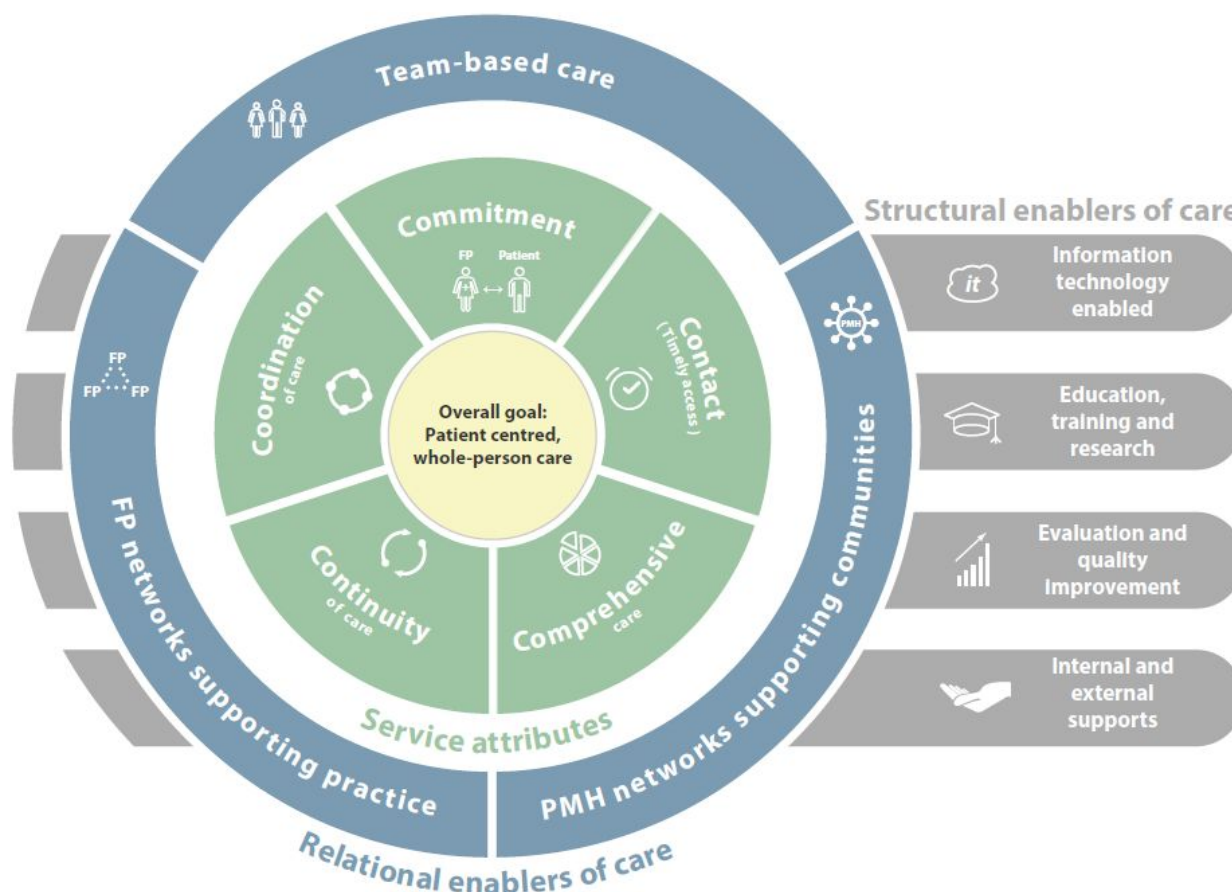 Team-based care
Commitment
FP Patient
Coordination
of care
Contact
(Timely access)
Overall goal:
Patient centred,
whole-person care
Continuity
of care
Comprehensive
care
Service attributes
FP
FP FP
FP networks supporting practice
PMH
PMH networks supporting communities
Relational enablers of care
Structural enablers of care
it
Information
technology
enabled
Education,
training and
research
Evaluation and
quality
improvement
Internal and
external
supports